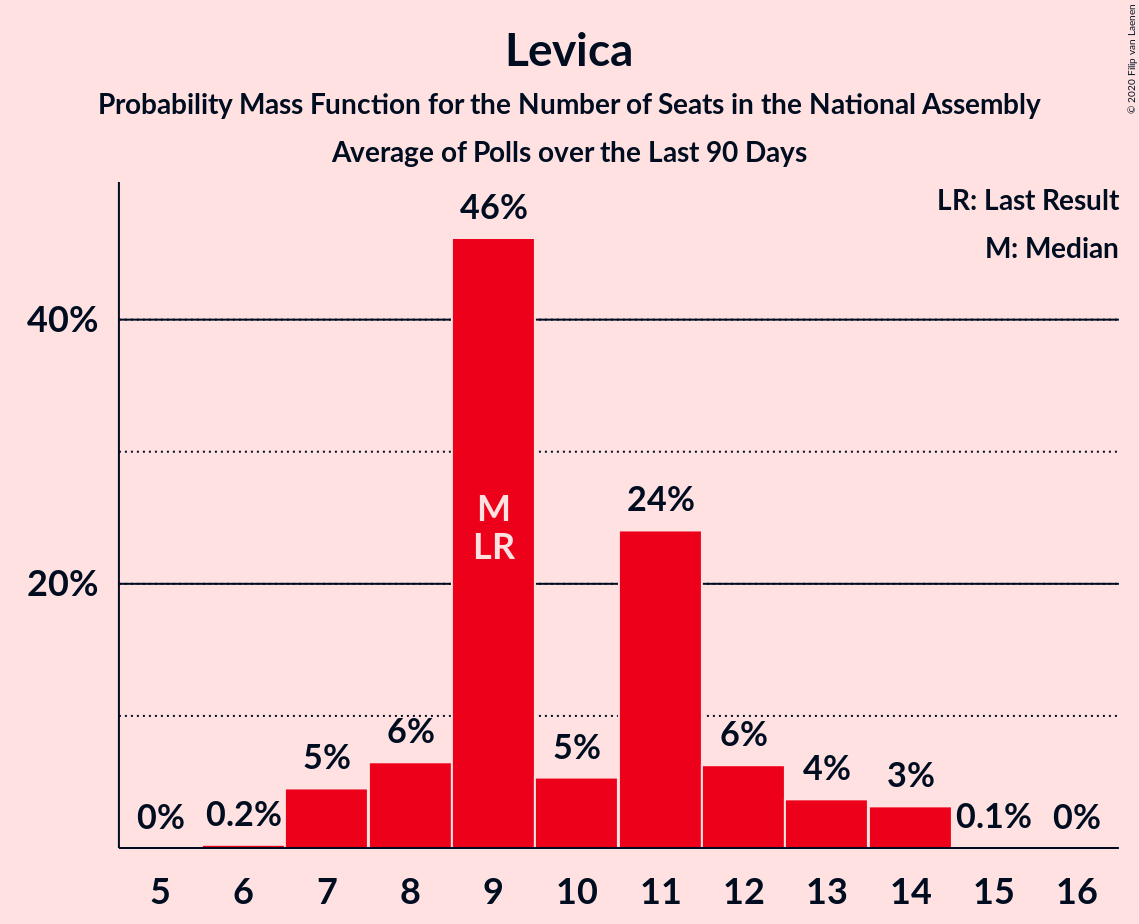 Levica
Probability Mass Function for the Number of Seats in the National Assembly
Average of Polls over the Last 90 Days
© 2020 Filip van Laenen
LR: Last Result
M: Median
40%
20%
0%
0.2%
5%
6%
46%
5%
24%
6%
4%
3%
0.1%
0%
M
LR
5 6 7 8 9 10 11 12 13 14 15 16